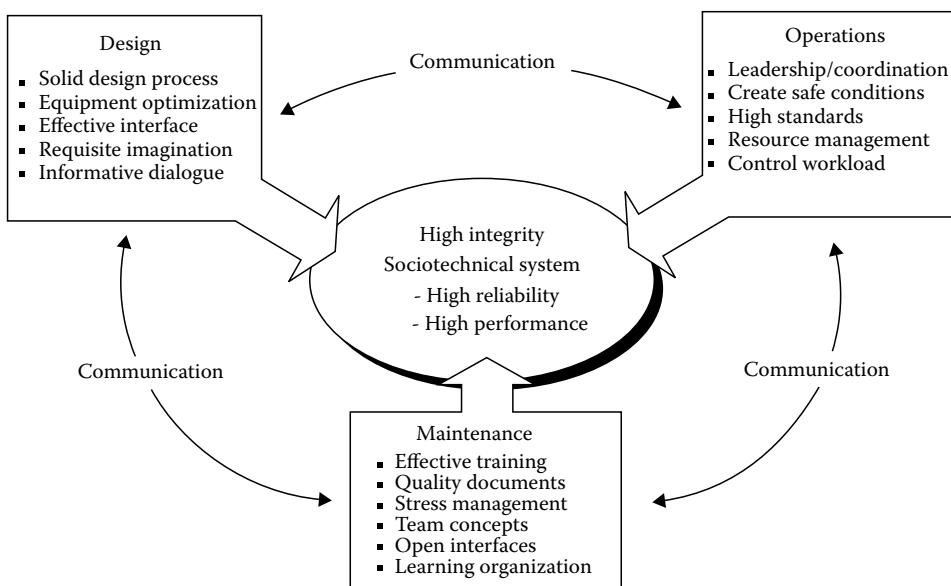 Design
▪ Solid design process
▪ Equipment optimization
▪ Effective interface
▪ Requisite imagination
▪ Informative dialogue
Communication
Operations
▪ Leadership/coordination
▪ Create safe conditions
▪ High standards
▪ Resource management
▪ Control workload
High integrity
Sociotechnical system
- High reliability
- High performance
Communication
Communication
Maintenance
▪ Effective training
▪ Quality documents
▪ Stress management
▪ Team concepts
▪ Open interfaces
▪ Learning organization